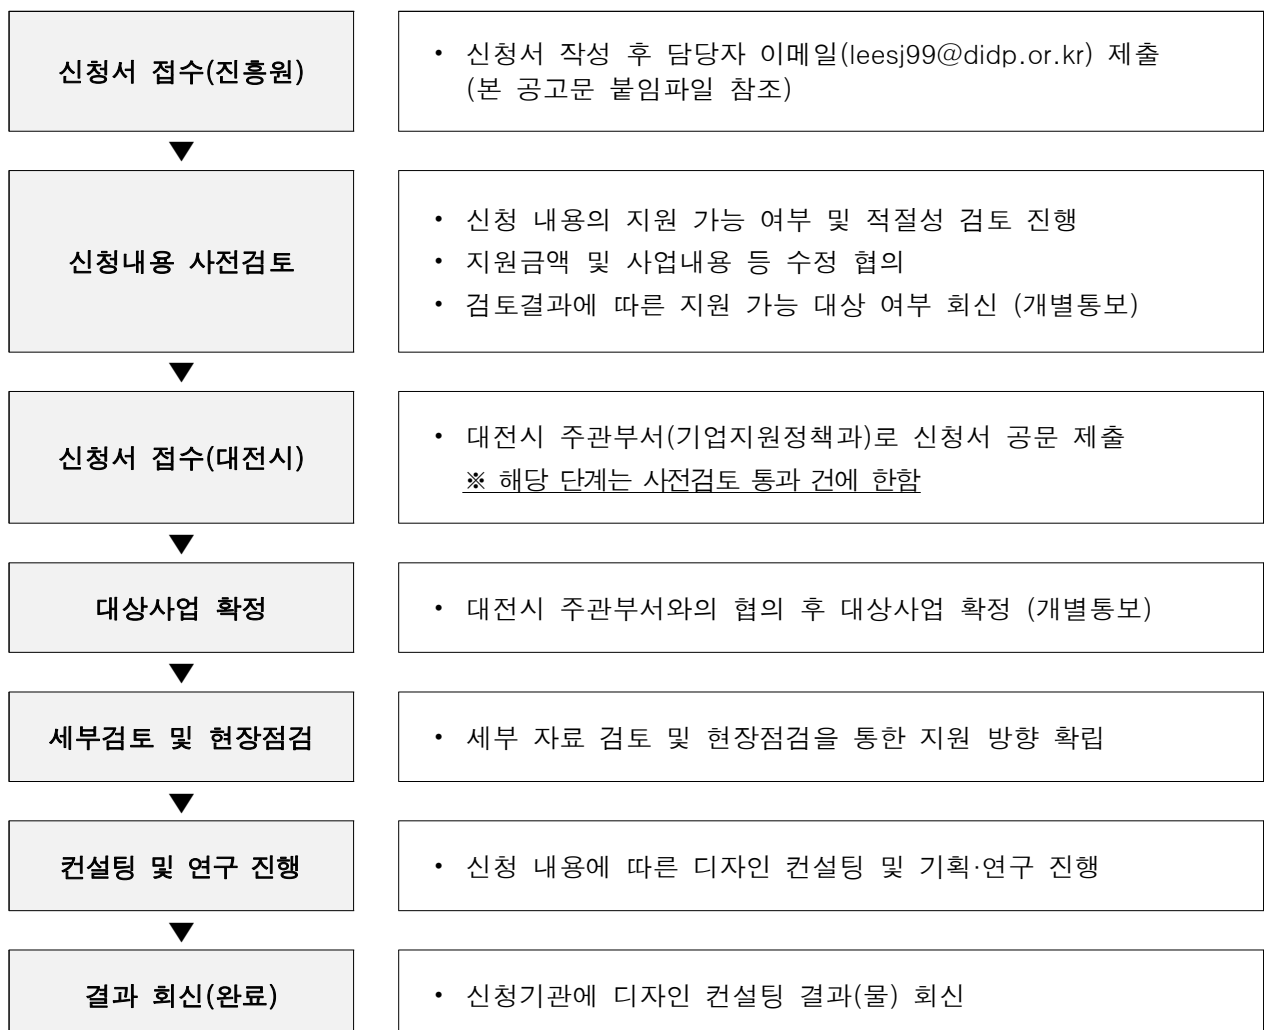 신청서 접수(진흥원)
• 신청서 작성 후 담당자 이메일(leesj99@didp.or.kr) 제출
(본 공고문 붙임파일 참조)
▼
신청내용 사전검토
• 신청 내용의 지원 가능 여부 및 적절성 검토 진행
• 지원금액 및 사업내용 등 수정 협의
• 검토결과에 따른 지원 가능 대상 여부 회신 (개별통보)
▼
신청서 접수(대전시)
• 대전시 주관부서(기업지원정책과)로 신청서 공문 제출
※ 해당 단계는 사전검토 통과 건에 한함
▼
대상사업 확정
• 대전시 주관부서와의 협의 후 대상사업 확정 (개별통보)
▼
세부검토 및 현장점검
• 세부 자료 검토 및 현장점검을 통한 지원 방향 확립
▼
컨설팅 및 연구 진행
• 신청 내용에 따른 디자인 컨설팅 및 기획·연구 진행
▼
결과 회신(완료)
• 신청기관에 디자인 컨설팅 결과(물) 회신